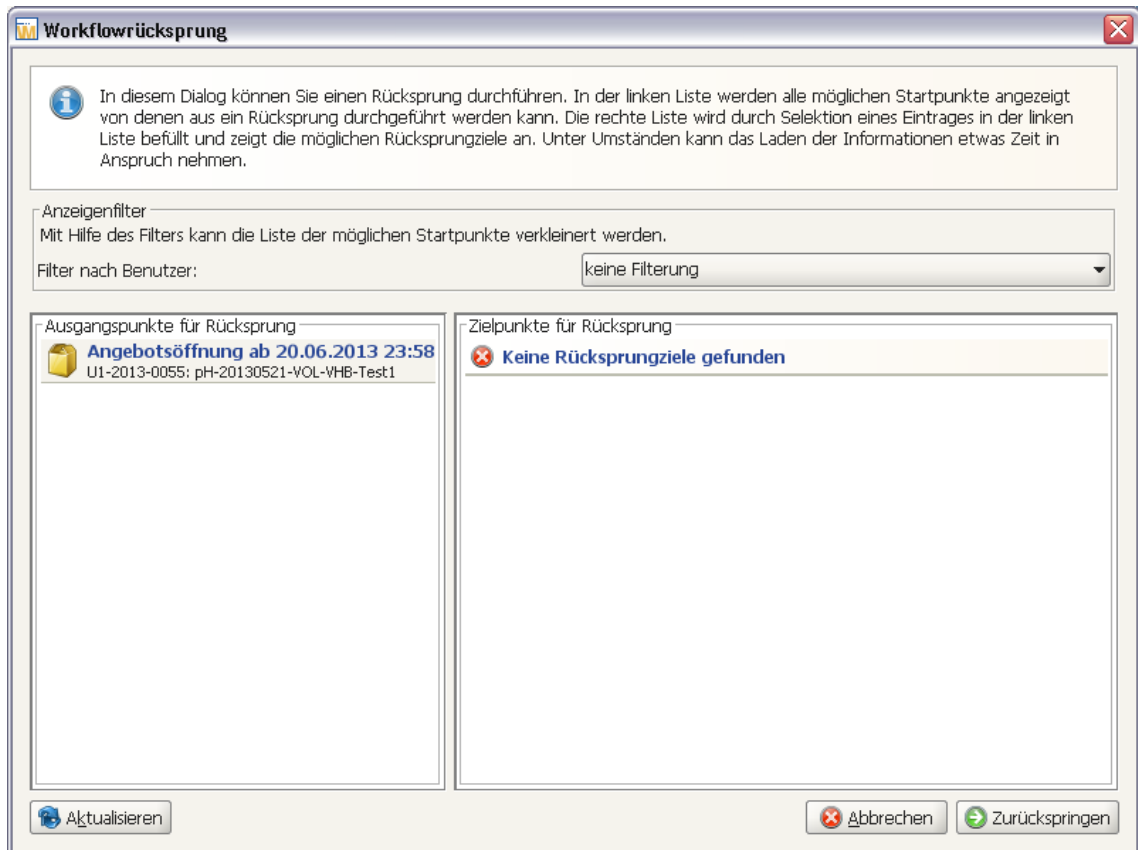 Workflowrücksprung
In diesem Dialog können Sie einen Rücksprung durchführen. In der linken Liste werden alle möglichen Startpunkte angezeigt
von denen aus ein Rücksprung durchgeführt werden kann. Die rechte Liste wird durch Selektion eines Eintrages in der linken
Liste befüllt und zeigt die möglichen Rücksprungziele an. Unter Umständen kann das Laden der Informationen etwas Zeit in
Anspruch nehmen.
Anzeigenfilter
Mit Hilfe des Filters kann die Liste der möglichen Startpunkte verkleinert werden.
Filter nach Benutzer: keine Filterung
Ausgangspunkte für Rücksprung
Angebotsöffnung ab 20.06.2013 23:58
U1-2013-0055: pH-20130521-VOL-VHB-Test1
Zielpunkte für Rücksprung
Keine Rücksprungziele gefunden
Aktualisieren Abbrechen Zurückspringen